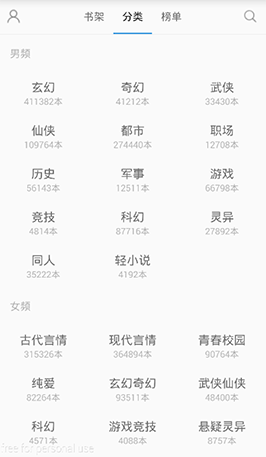 书架 分类 榜单
男频
玄幻 奇幻 武侠
411382本 41212本 33430本
仙侠 都市 职场
109764本 274440本 12708本
历史 军事 游戏
56143本 12511本 66798本
竞技 科幻 灵异
4814本 87716本 27892本
同人 轻小说
35222本 4192本
女频
古代言情 现代言情 青春校园
315326本 364894本 90764本
纯爱 玄幻奇幻 武侠仙侠
82264本 93511本 48400本
科幻 游戏竞技 悬疑灵异
4571本 4088本 8757本
free for personal use